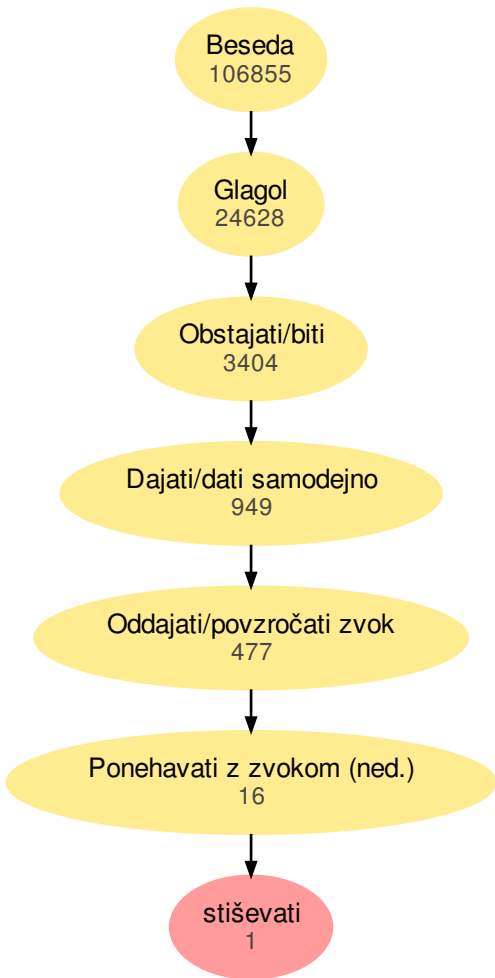 Beseda
106855
Glagol
24628
Obstajati/biti
3404
Dajati/dati samodejno
949
Oddajati/povzročati zvok
477
Ponehavati z zvokom (ned.)
16
stiševati
1